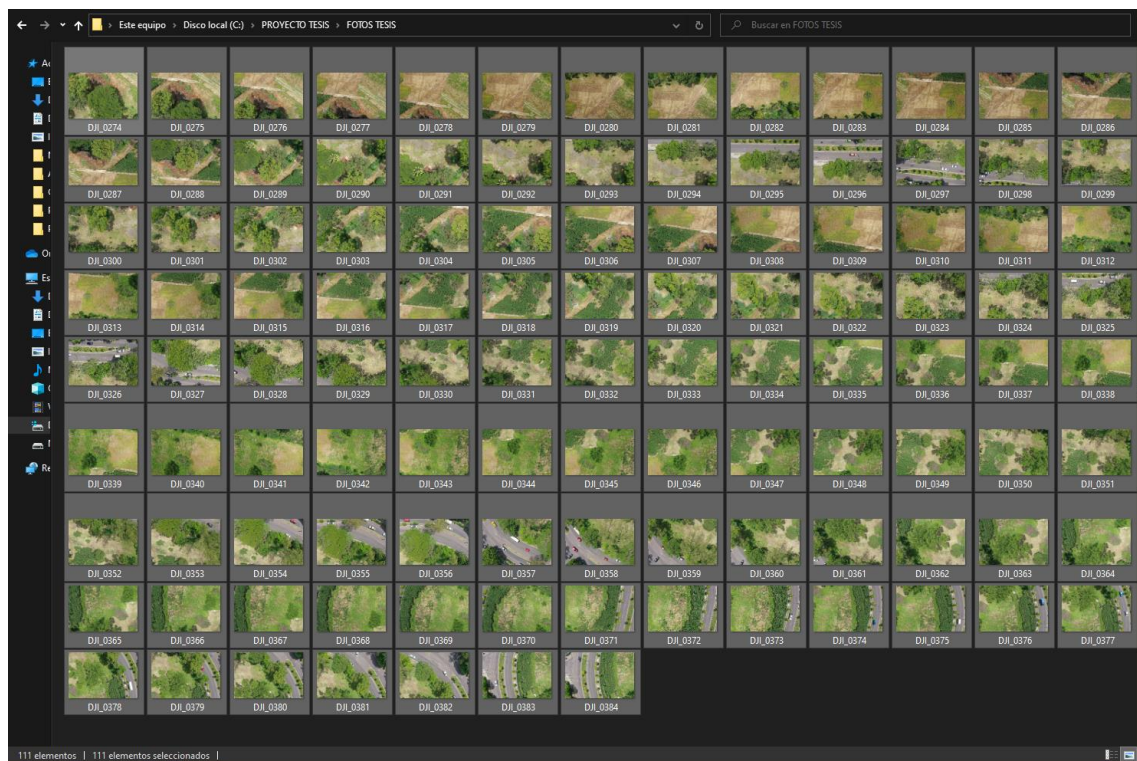 Este equipo > Disco local (C:) > PROYECTO TESIS > FOTOS TESIS
Buscar en FOTOS TESIS
DJI_0274 DJI_0275 DJI_0276 DJI_0277 DJI_0278 DJI_0279 DJI_0280 DJI_0281 DJI_0282 DJI_0283 DJI_0284 DJI_0285 DJI_0286
DJI_0287 DJI_0288 DJI_0289 DJI_0290 DJI_0291 DJI_0292 DJI_0293 DJI_0294 DJI_0295 DJI_0296 DJI_0297 DJI_0298 DJI_0299
DJI_0300 DJI_0301 DJI_0302 DJI_0303 DJI_0304 DJI_0305 DJI_0306 DJI_0307 DJI_0308 DJI_0309 DJI_0310 DJI_0311 DJI_0312
DJI_0313 DJI_0314 DJI_0315 DJI_0316 DJI_0317 DJI_0318 DJI_0319 DJI_0320 DJI_0321 DJI_0322 DJI_0323 DJI_0324 DJI_0325
DJI_0326 DJI_0327 DJI_0328 DJI_0329 DJI_0330 DJI_0331 DJI_0332 DJI_0333 DJI_0334 DJI_0335 DJI_0336 DJI_0337 DJI_0338
DJI_0339 DJI_0340 DJI_0341 DJI_0342 DJI_0343 DJI_0344 DJI_0345 DJI_0346 DJI_0347 DJI_0348 DJI_0349 DJI_0350 DJI_0351
DJI_0352 DJI_0353 DJI_0354 DJI_0355 DJI_0356 DJI_0357 DJI_0358 DJI_0359 DJI_0360 DJI_0361 DJI_0362 DJI_0363 DJI_0364
DJI_0365 DJI_0366 DJI_0367 DJI_0368 DJI_0369 DJI_0370 DJI_0371 DJI_0372 DJI_0373 DJI_0374 DJI_0375 DJI_0376 DJI_0377
DJI_0378 DJI_0379 DJI_0380 DJI_0381 DJI_0382 DJI_0383 DJI_0384
111 elementos | 111 elementos seleccionados |